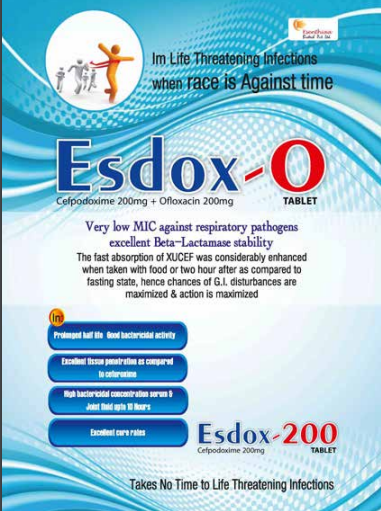 Im Life Threatening Infections
when race is Against time
Esdox-O
Cefpodoxime 200mg + Ofloxacin 200mg
TABLET
Very low MIC against respiratory pathogens
excellent Beta-Lactamase stability
The fast absorption of XUCEF was considerably enhanced
when taken with food or two hour after as compared to
fasting state, hence chances of G.I. disturbances are
maximized & action is maximized
In
Prolonged half life Good bactericidal activity
Excellent tissue penetration as compared
to cefuroxime
High bactericidal concentration serum &
Joint fluid upto 10 Hours
Excellent cure rates
Esdox-200
Cefpodoxime 200mg
TABLET
Takes No Time to Life Threatening Infections